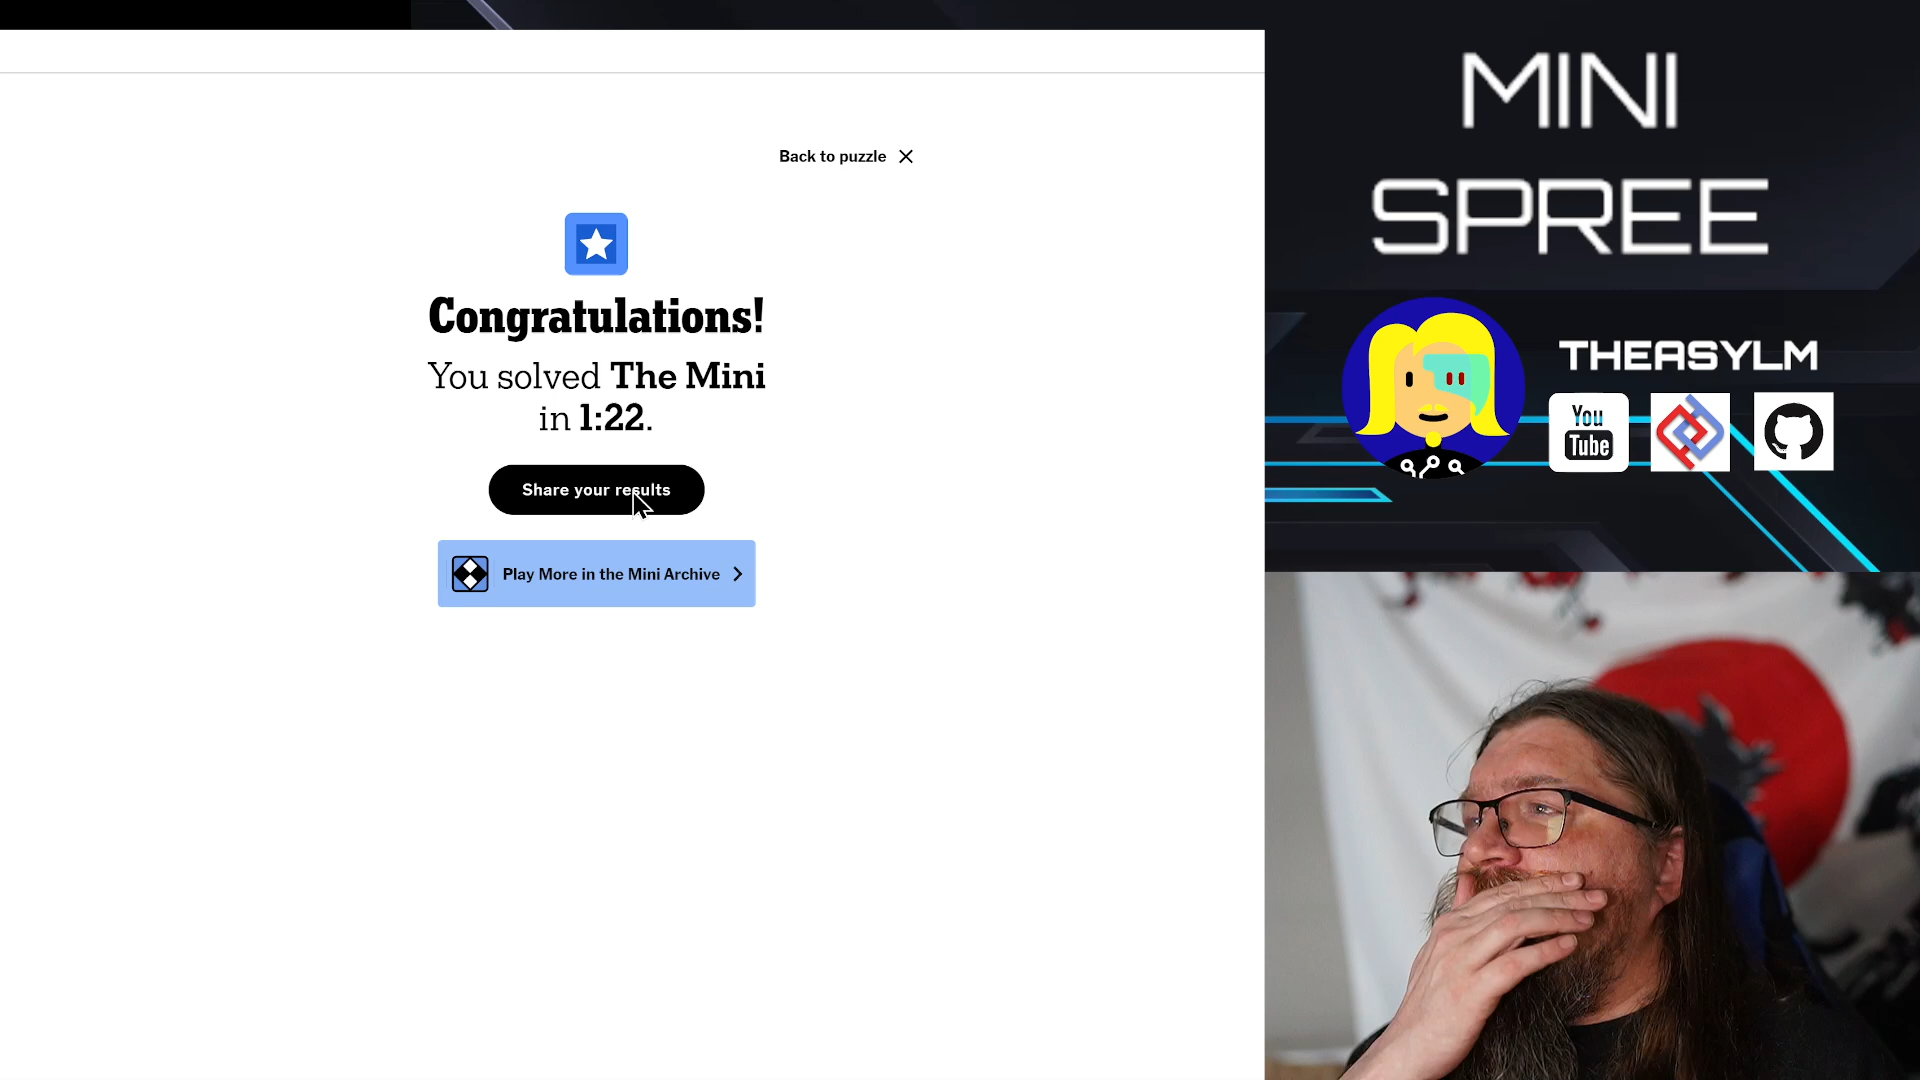 Back to puzzle
Congratulations!
You solved The Mini
in 1:22.
Share your results
Play More in the Mini Archive
MINI
SPREE
THEASYLM
You
Tube